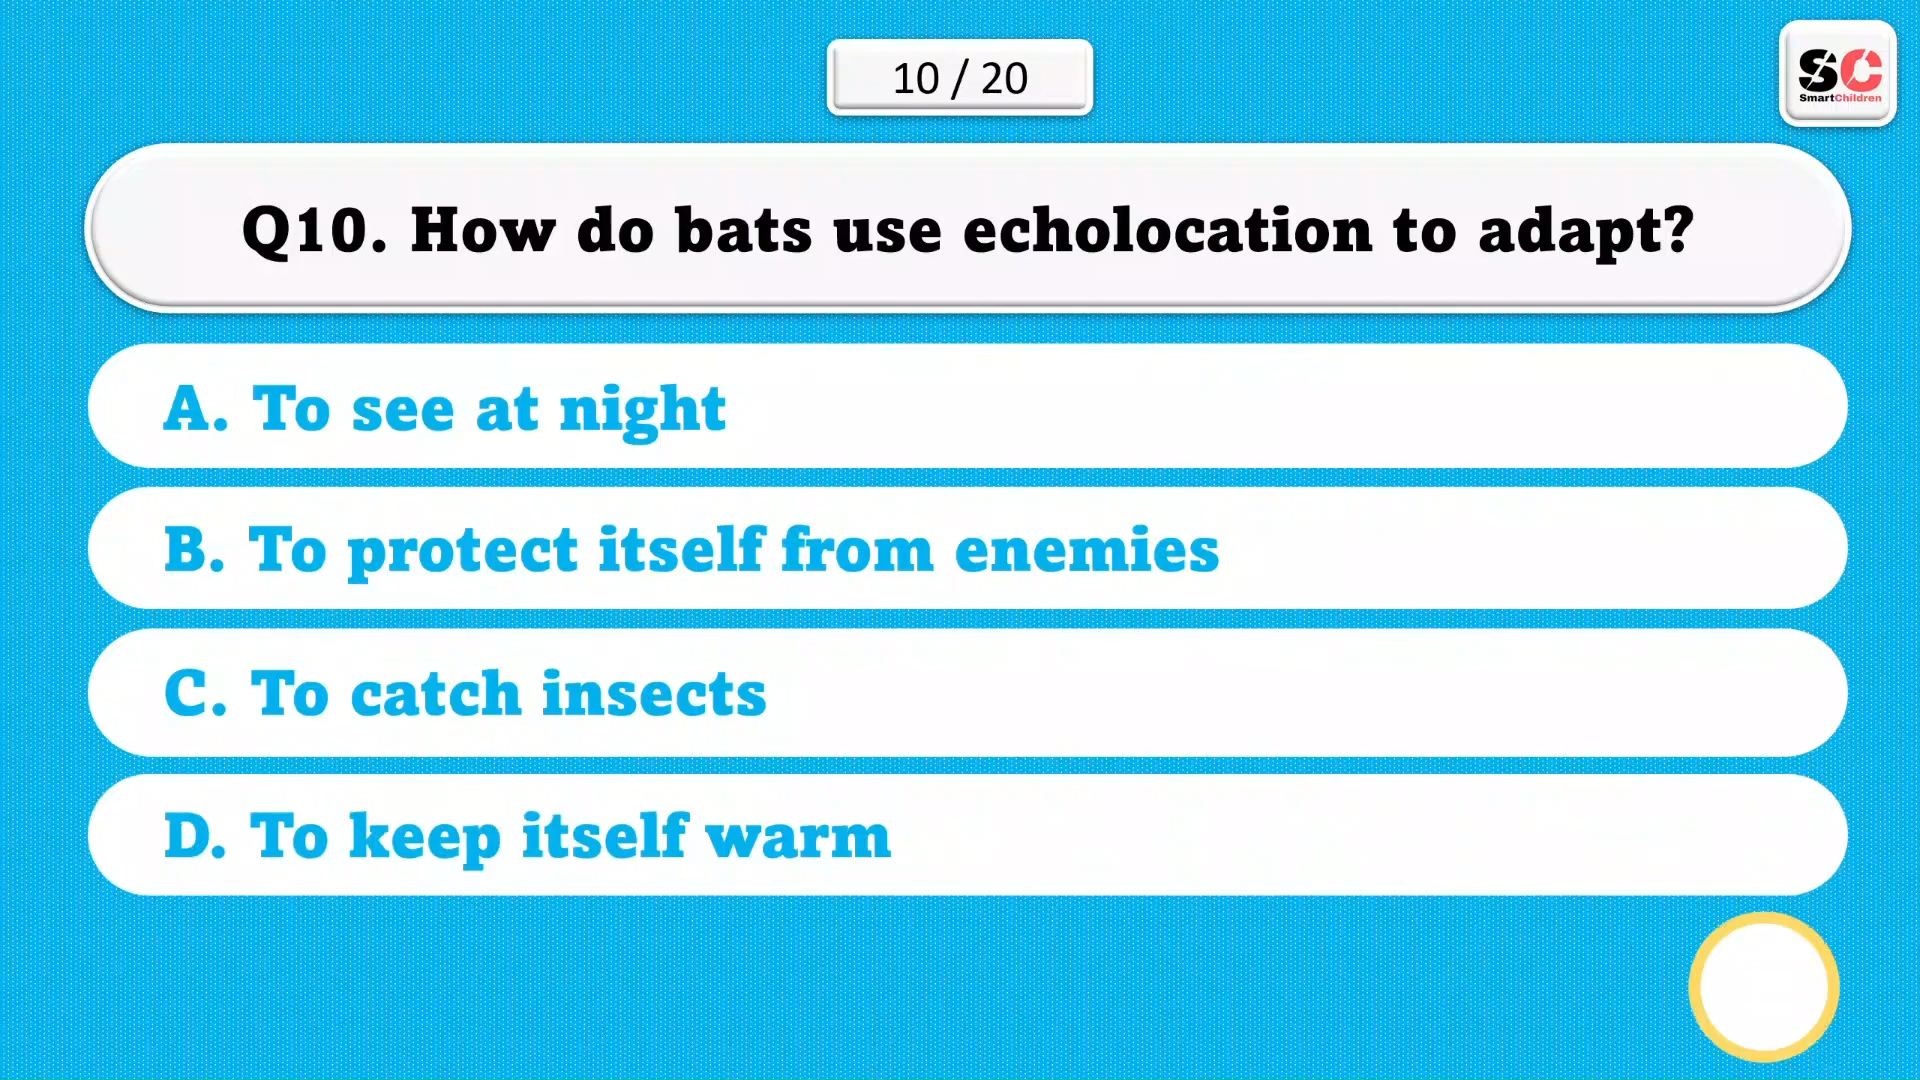 10 / 20
SC
SmartChildren
Q10. How do bats use echolocation to adapt?
A. To see at night
B. To protect itself from enemies
C. To catch insects
D. To keep itself warm